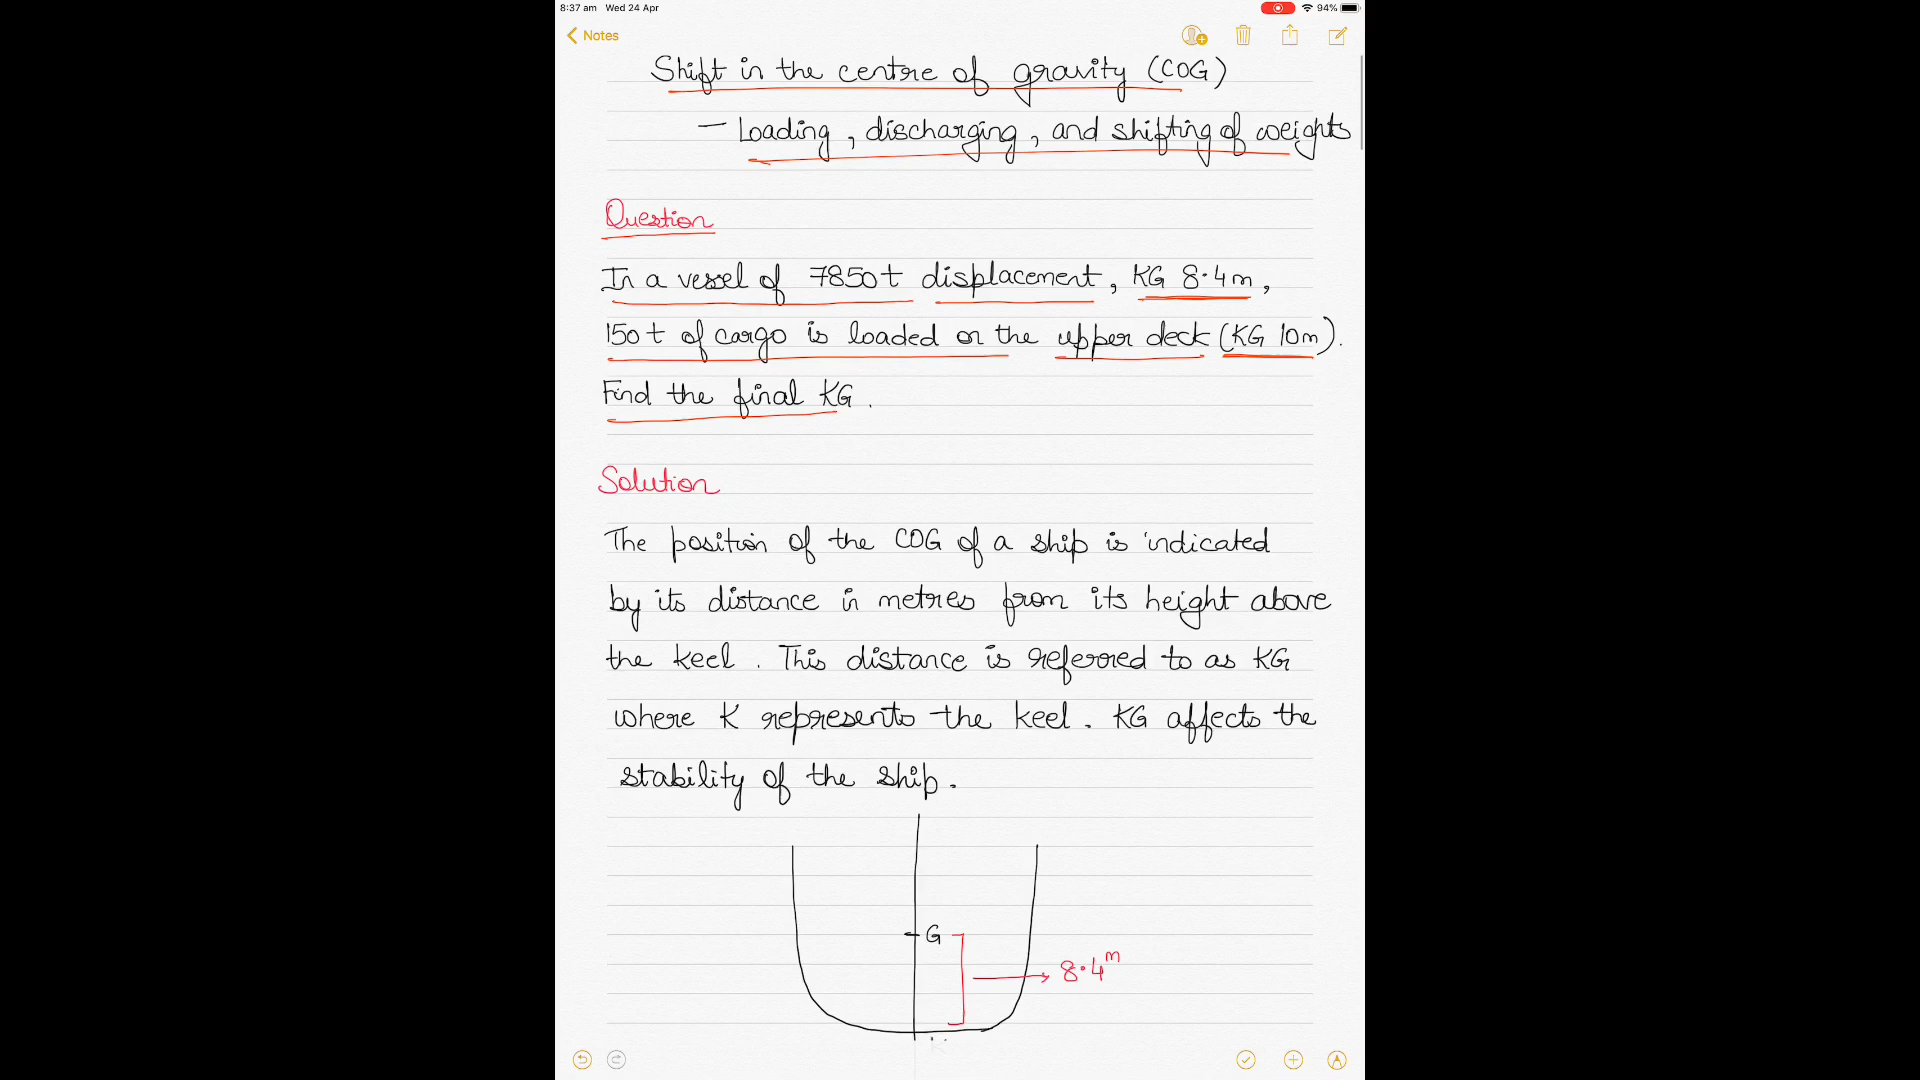 8:37 am Wed 24 Apr
94%
Notes
Shift in the centre of gravity (COG)
- Loading, discharging, and shifting of weights
Question
In a vessel of 7850t displacement, KG 8.4m,
150t of cargo is loaded on the upper deck (KG 10m).
Find the final KG.
Solution
The position of the COG of a ship is indicated
by its distance in metres from its height above
the keel. This distance is referred to as KG
where K represents the keel. KG affects the
stability of the ship.
G
8.4m
K